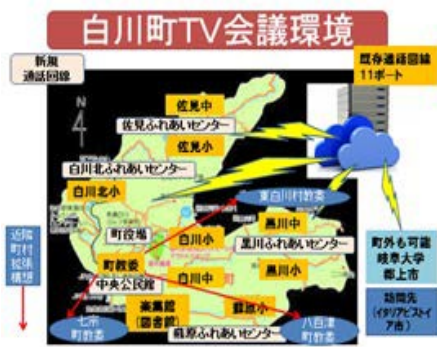 白川町TV会議環境
新規
通話回線
既存通話回線
11ポート
佐見中
佐見ふれあいセンター
佐見小
白川北ふれあいセンター
白川北小
東白川村教委
町役場
白川小
黒川中
黒川ふれあいセンター
町教委
白川中
黒川小
中央公民館
楽集館
(図書館)
蘇原小
蘇原ふれあいセンター
七宗
町教委
八百津
町教委
近隣
町村
拡張
構想
町外も可能
岐阜大学
郡上市
訪問先
(イタリアピストイ
ア市)
N